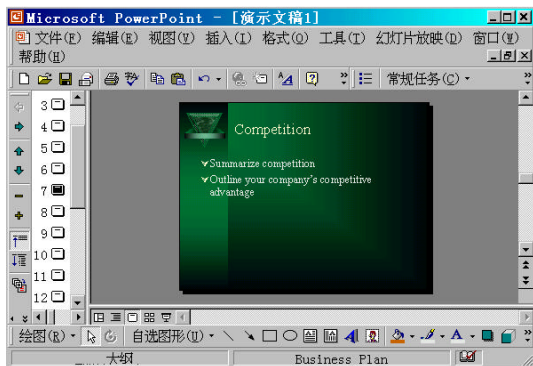 Microsoft PowerPoint - [演示文稿1]
文件(F) 编辑(E) 视图(V) 插入(I) 格式(O) 工具(T) 幻灯片放映(D) 窗口(W)
帮助(H)
常规任务(C)
3
4
5
6
7
8
9
10
11
12
Competition
Summarize competition
Outline your company's competitive
advantage
绘图(R) 自选图形(U)
大纲 Business Plan